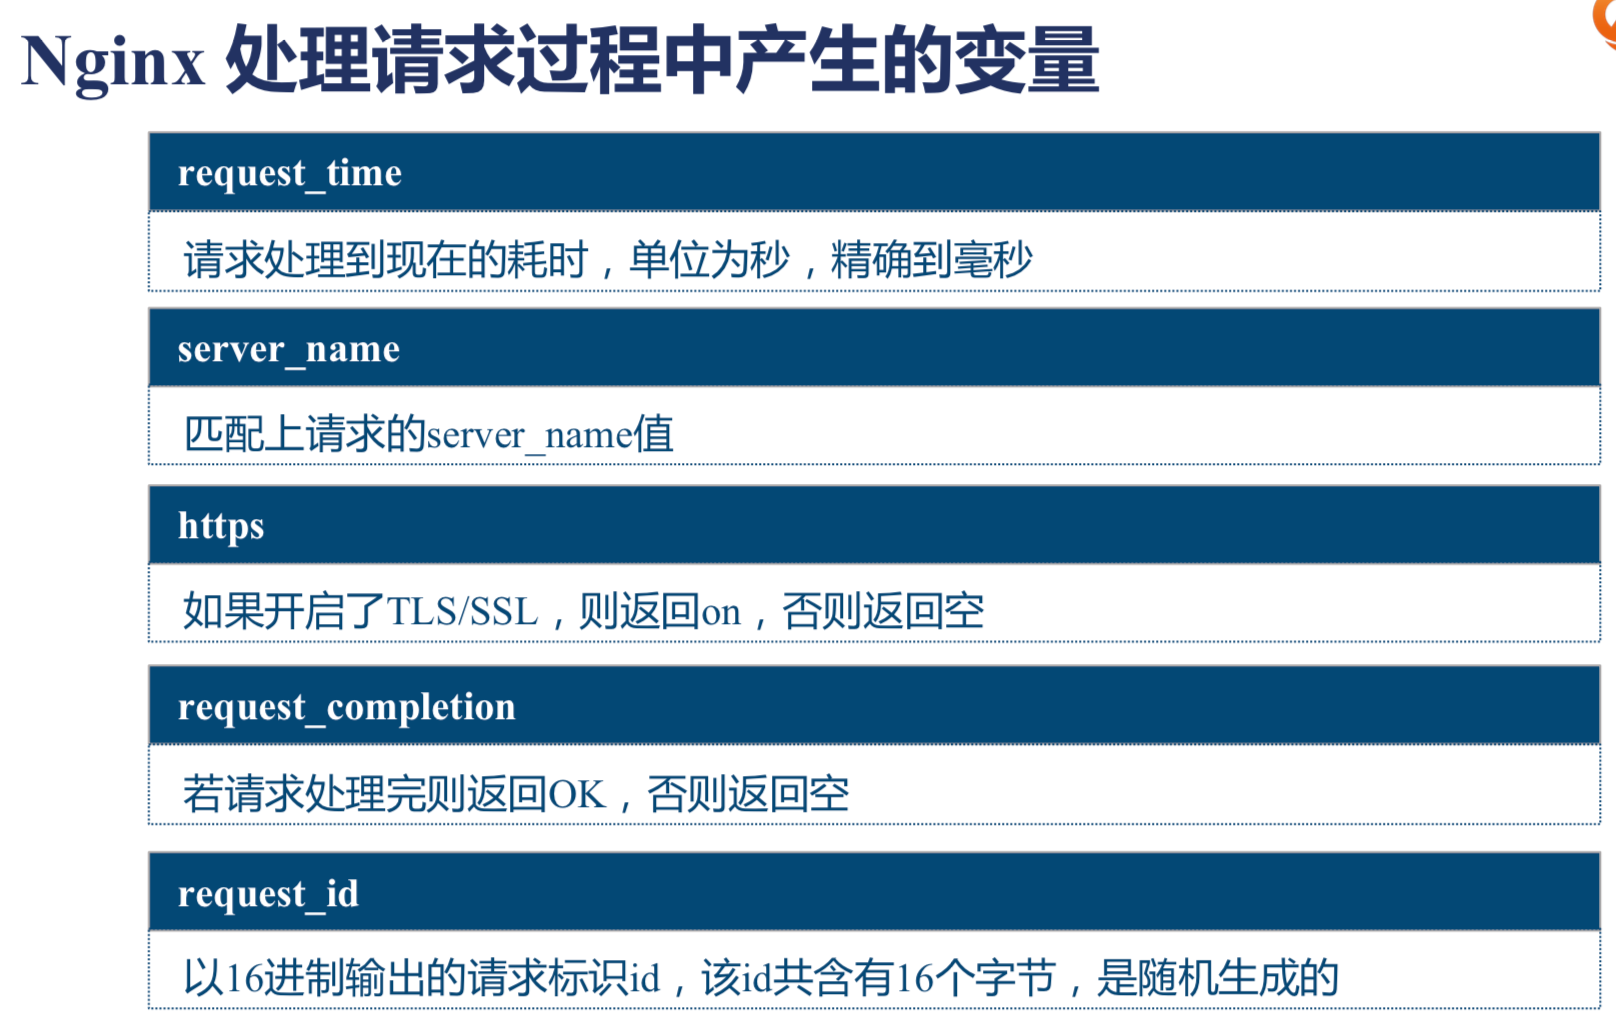 Nginx 处理请求过程中产生的变量
request_time
请求处理到现在的耗时，单位为秒，精确到毫秒
server_name
匹配上请求的server_name值
https
如果开启了TLS/SSL，则返回on，否则返回空
request_completion
若请求处理完则返回OK，否则返回空
request_id
以16进制输出的请求标识id，该id共含有16个字节，是随机生成的